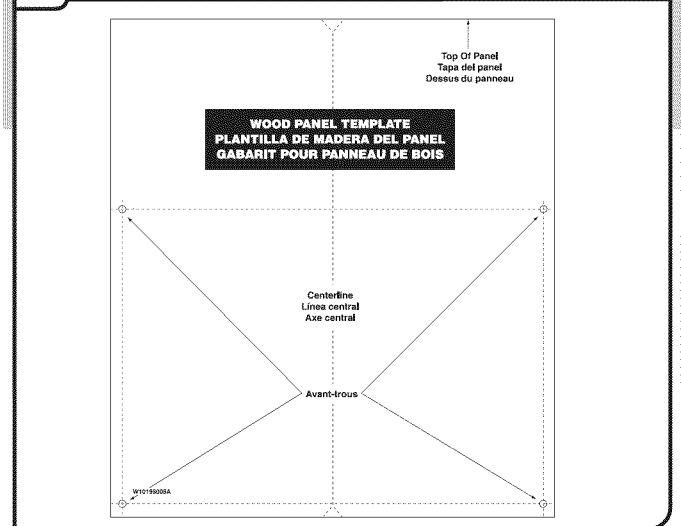 Top Of Panel
Tapa del panel
Dessus du panneau
WOOD PANEL TEMPLATE
PLANTILLA DE MADERA DEL PANEL
GABARIT POUR PANNEAU DE BOIS
Centerline
Línea central
Axe central
Avant-trous
W10195008A